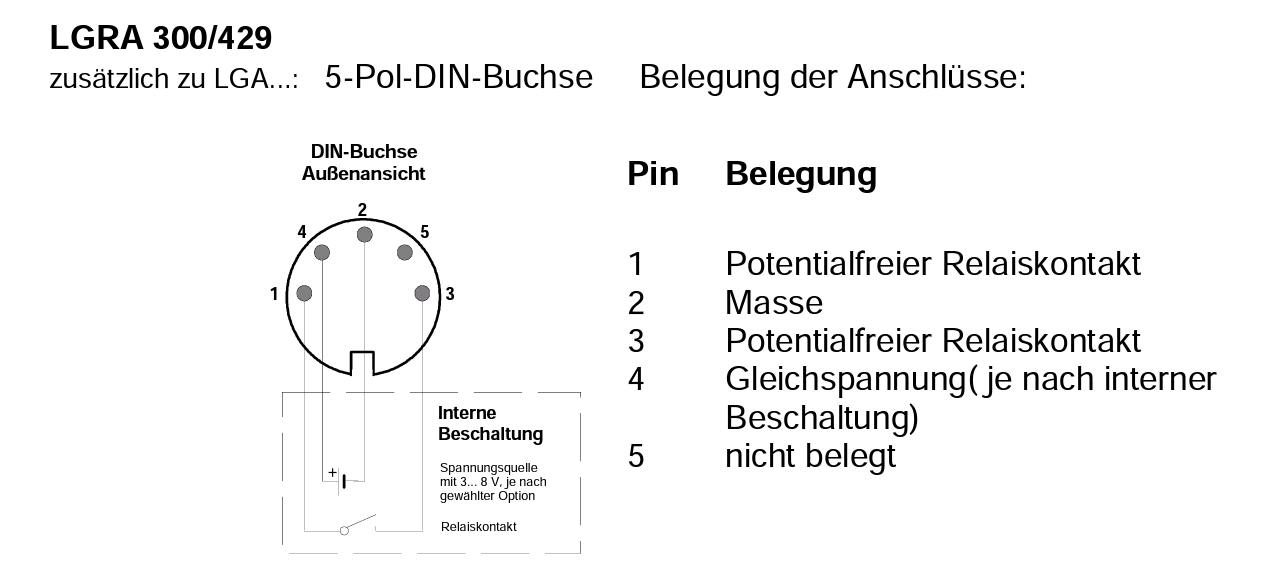 LGRA 300/429
zusätzlich zu LGA...: 5-Pol-DIN-Buchse Belegung der Anschlüsse:
DIN-Buchse
Außenansicht
2
4
5
1
3
Interne
Beschaltung
+
Spannungsquelle
mit 3... 8 V, je nach
gewählter Option
Relaiskontakt
Pin Belegung
1 Potentialfreier Relaiskontakt
2 Masse
3 Potentialfreier Relaiskontakt
4 Gleichspannung( je nach interner
Beschaltung)
5 nicht belegt